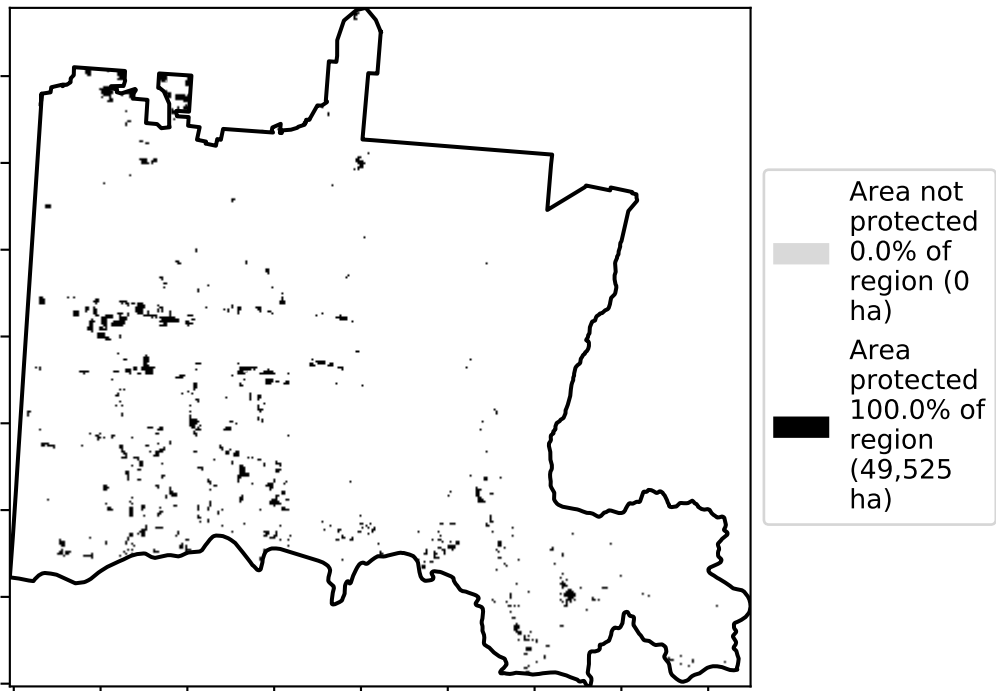 Area not
protected
0.0% of
region (0
ha)
Area
protected
100.0% of
region
(49,525
ha)